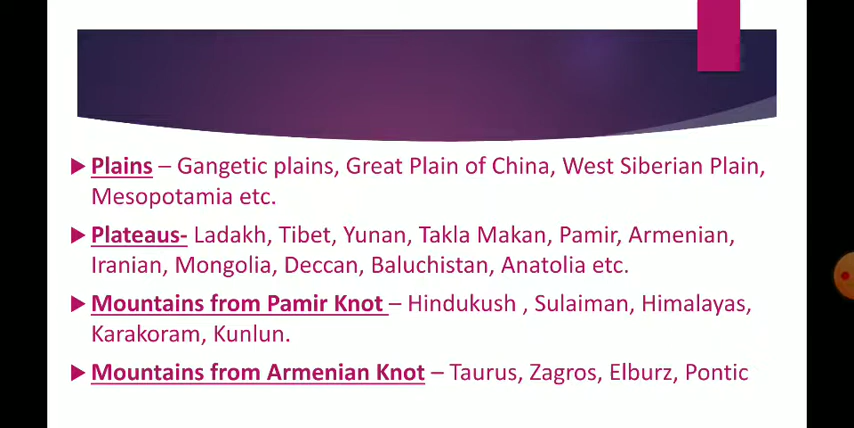 Plains – Gangetic plains, Great Plain of China, West Siberian Plain,
Mesopotamia etc.
Plateaus- Ladakh, Tibet, Yunan, Takla Makan, Pamir, Armenian,
Iranian, Mongolia, Deccan, Baluchistan, Anatolia etc.
Mountains from Pamir Knot – Hindukush , Sulaiman, Himalayas,
Karakoram, Kunlun.
Mountains from Armenian Knot – Taurus, Zagros, Elburz, Pontic